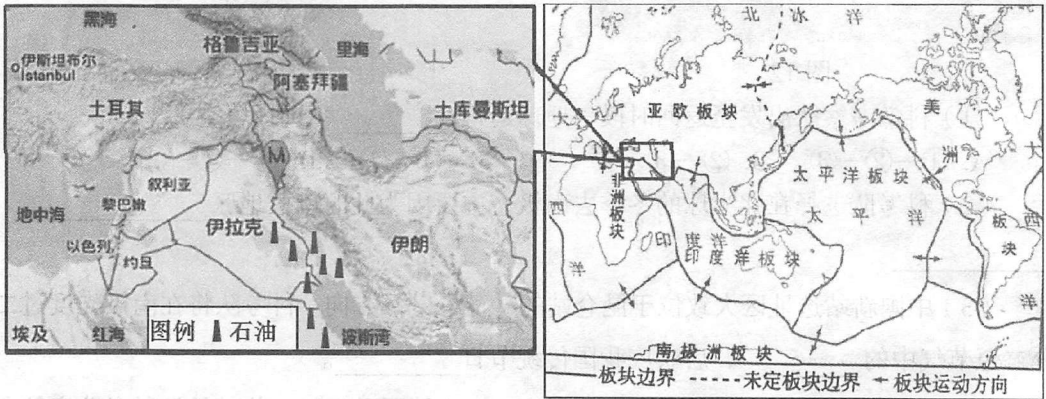 黑海
格鲁吉亚
里海
伊斯坦布尔
Istanbul
阿塞拜疆
土耳其
土库曼斯坦
M
叙利亚
黎巴嫩
地中海
伊拉克
伊朗
以色列
约旦
埃及
红海
图例 石油
波斯湾
北冰洋
亚欧板块
美洲板块
太平洋板块
太平洋
非洲板块
印度洋
印度洋板块
大西洋
西
洋
南极洲板块
板块边界 未定板块边界 板块运动方向